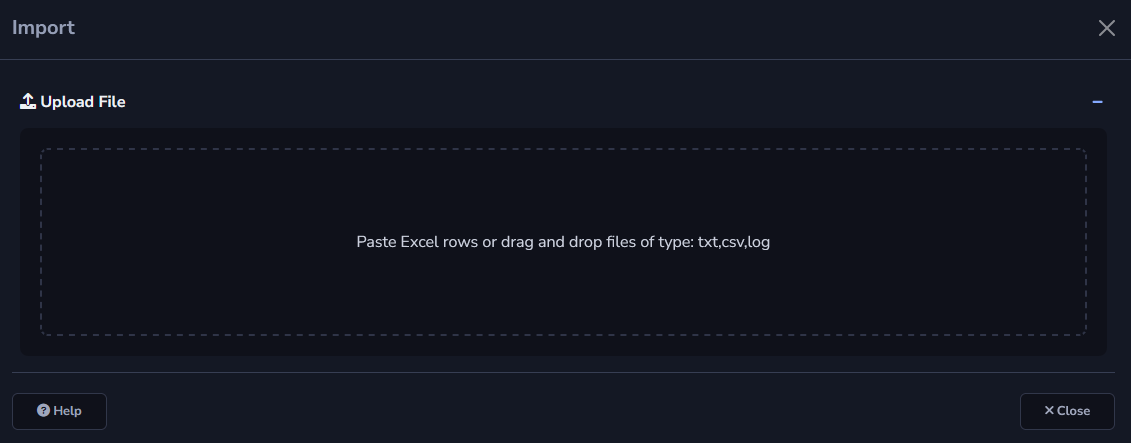 Import
Upload File
Paste Excel rows or drag and drop files of type: txt,csv,log
Help
Close